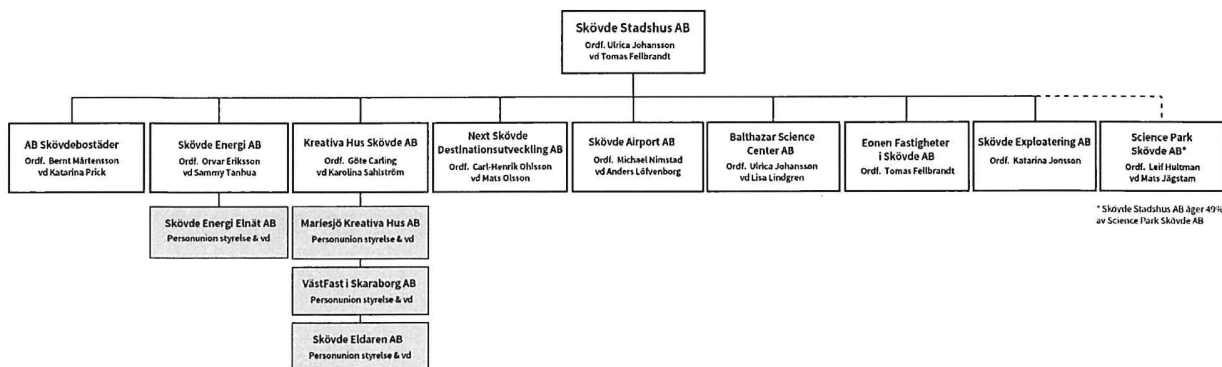 Skövde Stadshus AB
Ordf. Ulrica Johansson
vd Tomas Fellbrandt
AB Skövdebostäder
Ordf. Bernt Mårtensson
vd Katarina Prick
Skövde Energi AB
Ordf. Orvar Eriksson
vd Sammy Tanhua
Kreativa Hus Skövde AB
Ordf. Göte Carling
vd Karolina Sahlström
Next Skövde
Destinationsutveckling AB
Ordf. Carl-Henrik Ohlsson
vd Mats Olsson
Skövde Airport AB
Ordf. Michael Nimstad
vd Anders Löfvenborg
Balthazar Science
Center AB
Ordf. Ulrica Johansson
vd Lisa Lindgren
Eonen Fastigheter
i Skövde AB
Ordf. Tomas Fellbrandt
Skövde Exploatering AB
Ordf. Katarina Jonsson
Science Park
Skövde AB*
Ordf. Leif Hultman
vd Mats Jägstam
Skövde Energi Elnät AB
Personunion styrelse & vd
Mariesjö Kreativa Hus AB
Personunion styrelse & vd
* Skövde Stadshus AB äger 49%
av Science Park Skövde AB
VästFast i Skaraborg AB
Personunion styrelse & vd
Skövde Eldaren AB
Personunion styrelse & vd